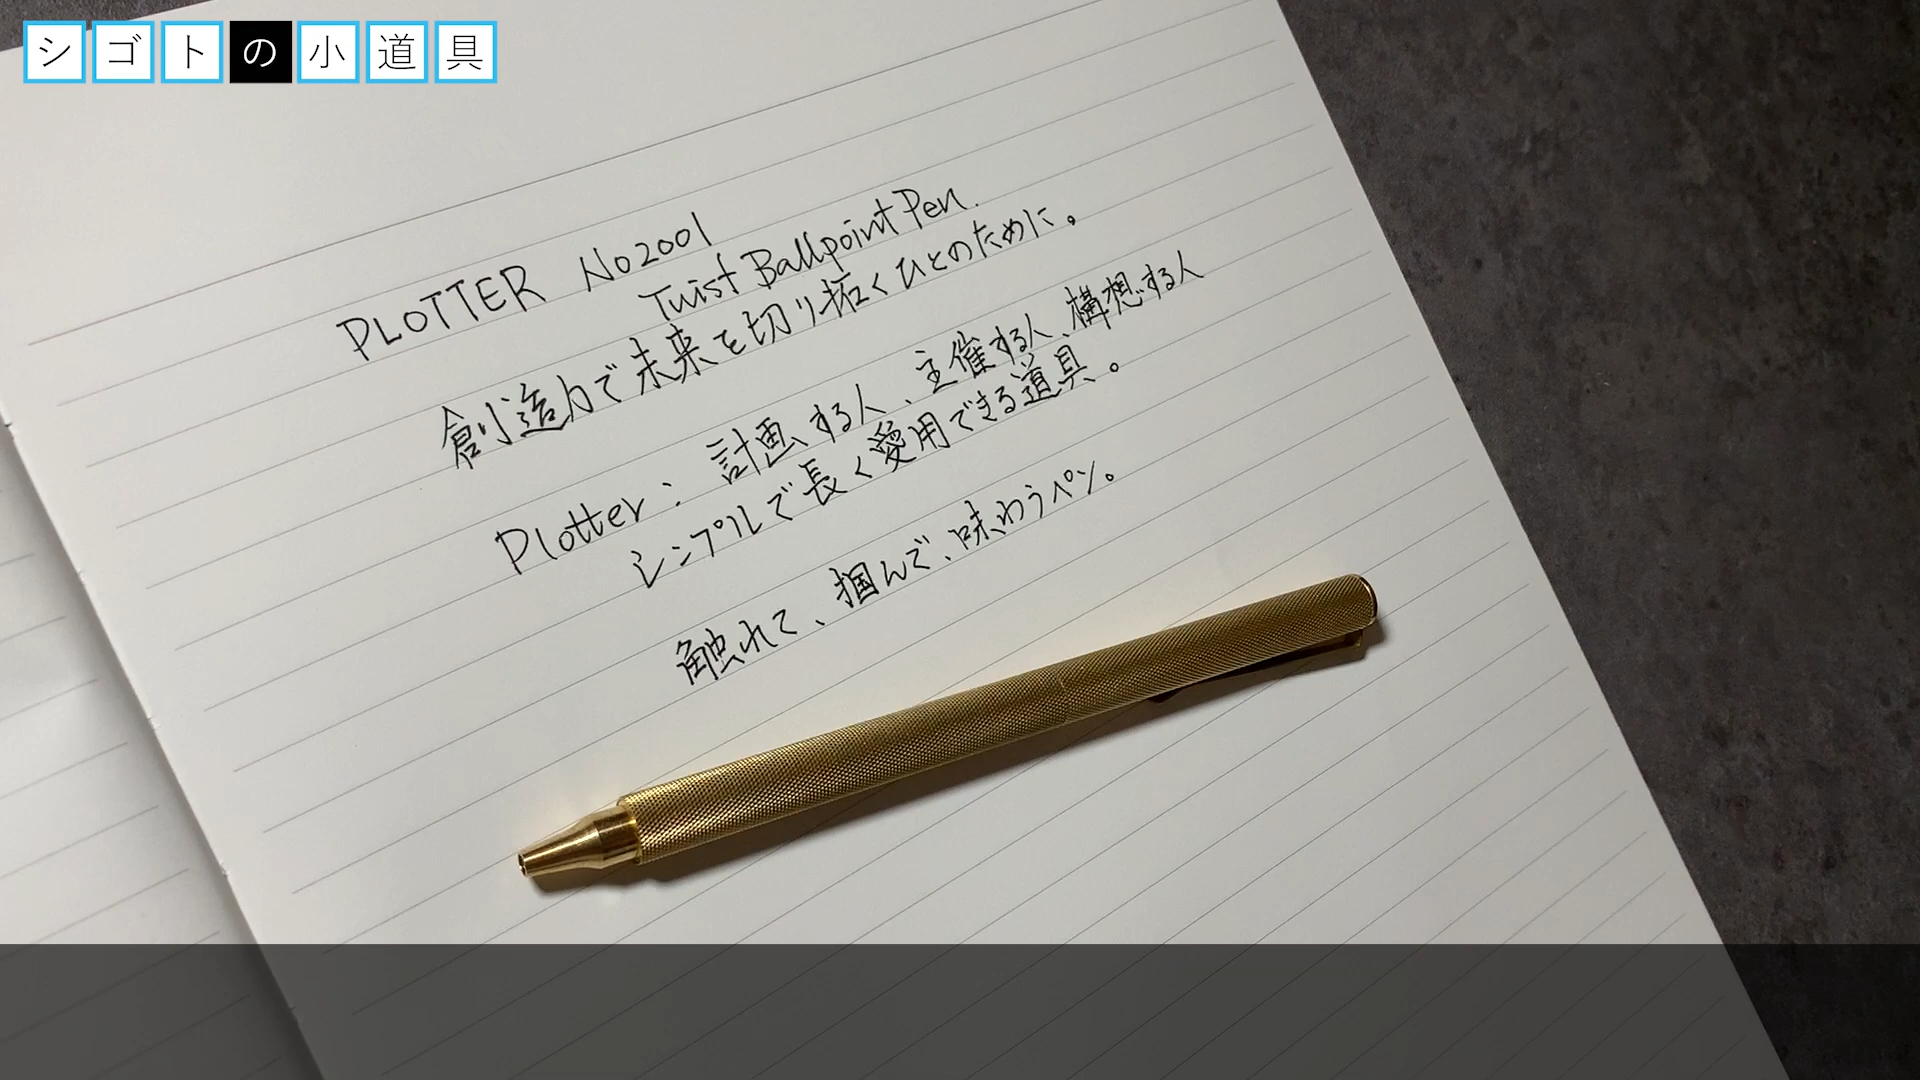 シゴトの小道具
PLOTTER No2001
Twist Ballpoint Pen.
創造力で未来を切り拓くひとのために。
Plotter: 計画する人、主催する人、構想する人
シンプルで長く愛用できる道具。
触れて、掴んで、味わうペン。